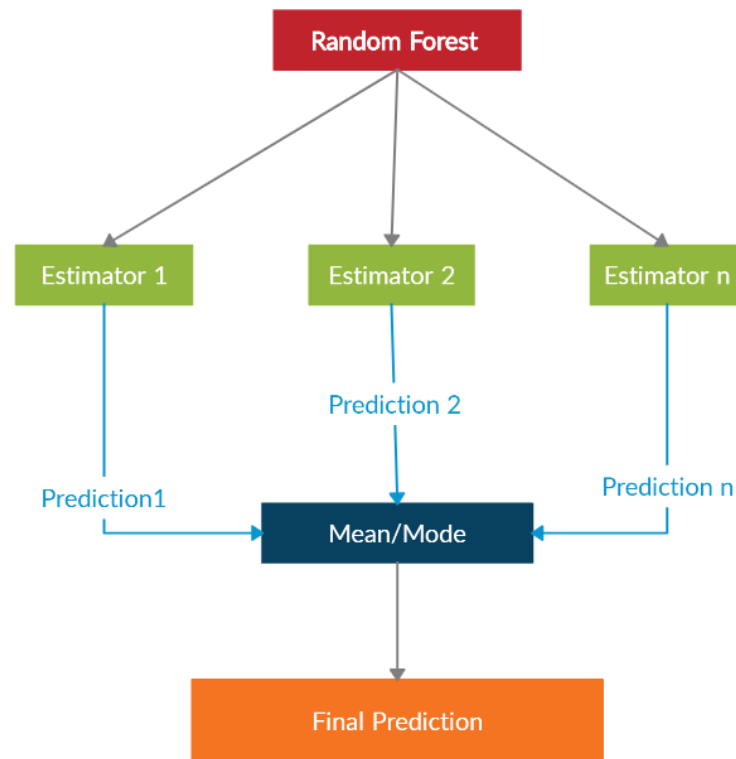 Random Forest
Estimator 1
Estimator 2
Estimator n
Prediction 2
Prediction1
Prediction n
Mean/Mode
Final Prediction